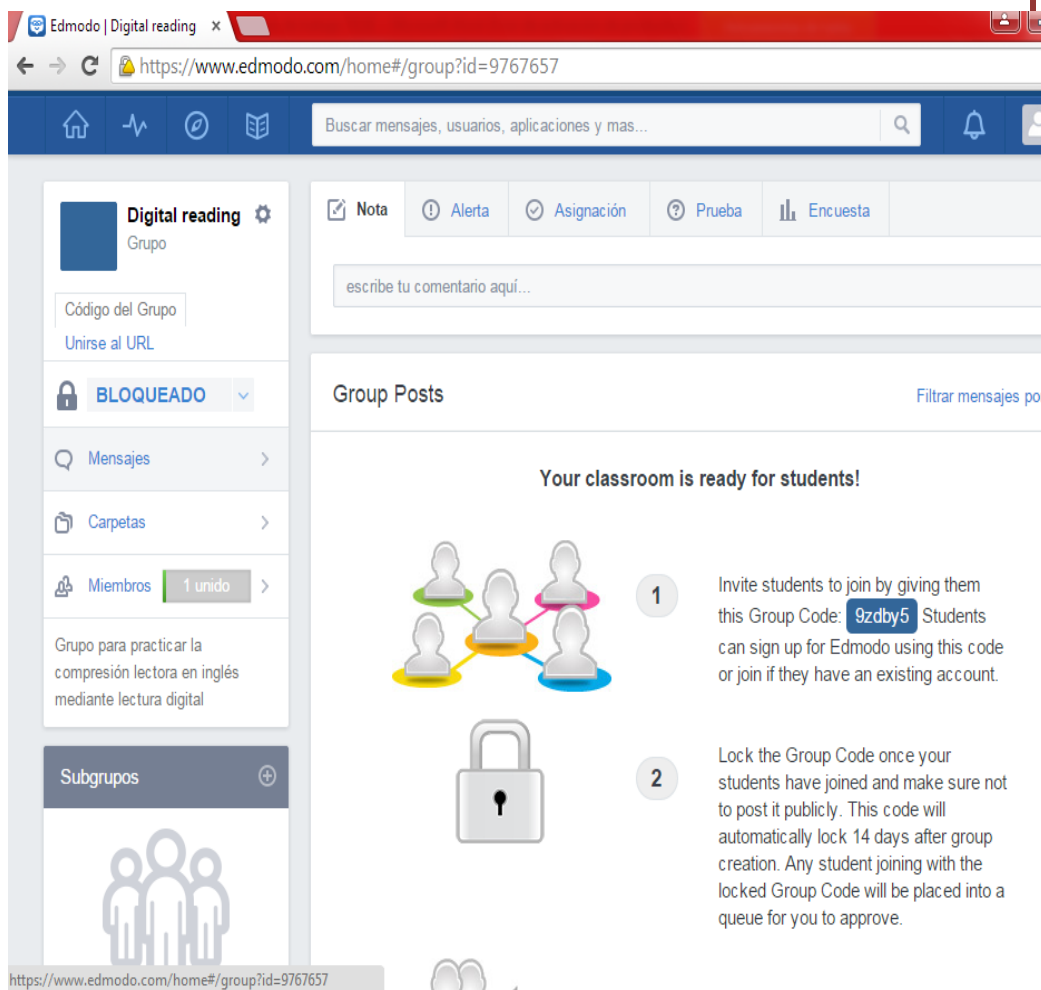 Edmodo | Digital reading ×
https://www.edmodo.com/home#/group?id=9767657
Buscar mensajes, usuarios, aplicaciones y mas...
Digital reading
Grupo
Código del Grupo
Unirse al URL
BLOQUEADO
Mensajes
Carpetas
Miembros 1 unido
Grupo para practicar la
compresión lectora en inglés
mediante lectura digital
Subgrupos
Nota Alerta Asignación Prueba Encuesta
escribe tu comentario aquí...
Group Posts
Filtrar mensajes po
Your classroom is ready for students!
1
Invite students to join by giving them
this Group Code: 9zdby5 Students
can sign up for Edmodo using this code
or join if they have an existing account.
2
Lock the Group Code once your
students have joined and make sure not
to post it publicly. This code will
automatically lock 14 days after group
creation. Any student joining with the
locked Group Code will be placed into a
queue for you to approve.
https://www.edmodo.com/home#/group?id=9767657